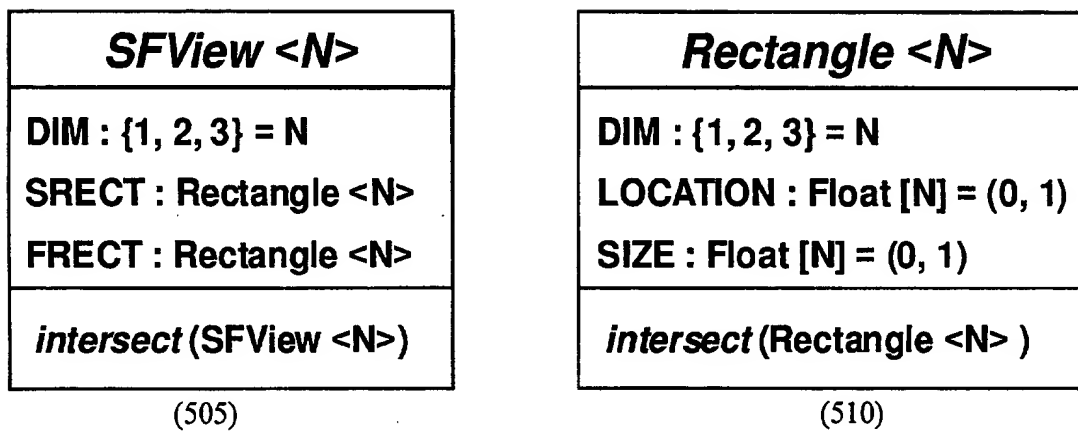 SFView <N>
DIM : {1, 2, 3} = N
SRECT : Rectangle <N>
FRECT : Rectangle <N>
intersect (SFView <N>)
(505)
Rectangle <N>
DIM : {1, 2, 3} = N
LOCATION : Float [N] = (0, 1)
SIZE : Float [N] = (0, 1)
intersect (Rectangle <N> )
(510)